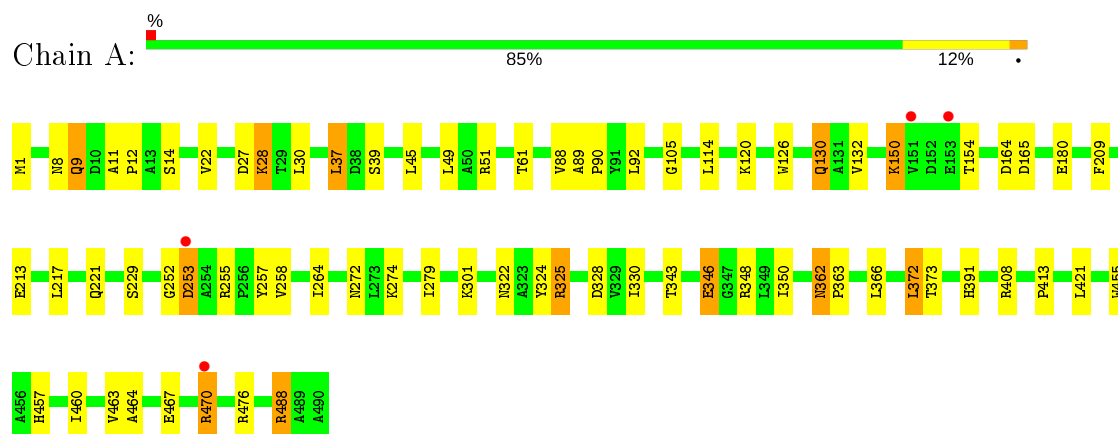 %
Chain A:
85% 12% •
M1 N8 Q9 D10 A11 P12 A13 S14 V22 D27 K28 T29 L30 L37 D38 S39 L45 L49 A50 R51 T61 V88 A89 P90 Y91 L92 G105 L114 K120 W126 Q130 A131 V132 K150 V151 D152 E153 T154 D164 D165 E180 F209
E213 L217 Q221 S229 G252 D253 A254 R255 P256 Y257 V258 I264 N272 L273 K274 I279 K301 N322 A323 Y324 R325 D328 V329 I330 T343 E346 G347 R348 L349 I350 N362 P363 L366 L372 T373 H391 R408 P413 L421 W455
A456 H457 I460 V463 A464 E467 R470 R476 R488 A489 A490